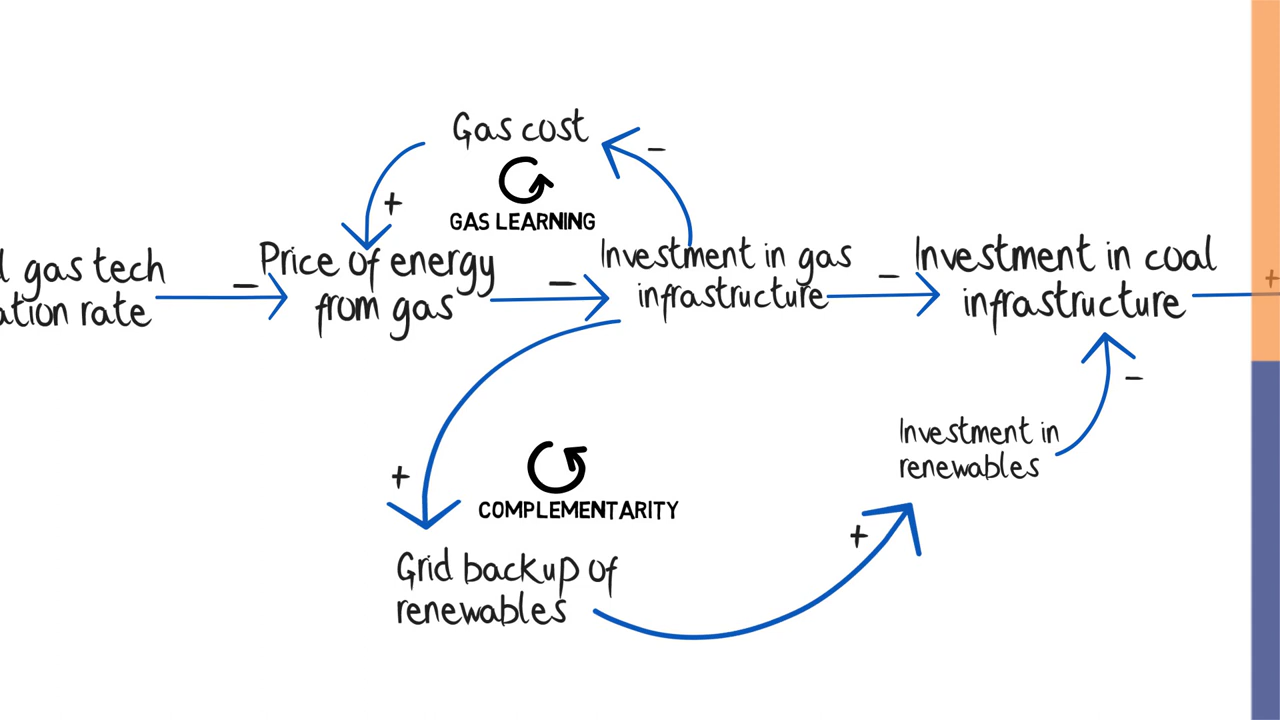 Gas cost
−
+
GAS LEARNING
gas tech
rate
−
Price of energy
from gas
−
Investment in gas
infrastructure
−
Investment in coal
infrastructure
+
−
Investment in
renewables
+
COMPLEMENTARITY
+
Grid backup of
renewables